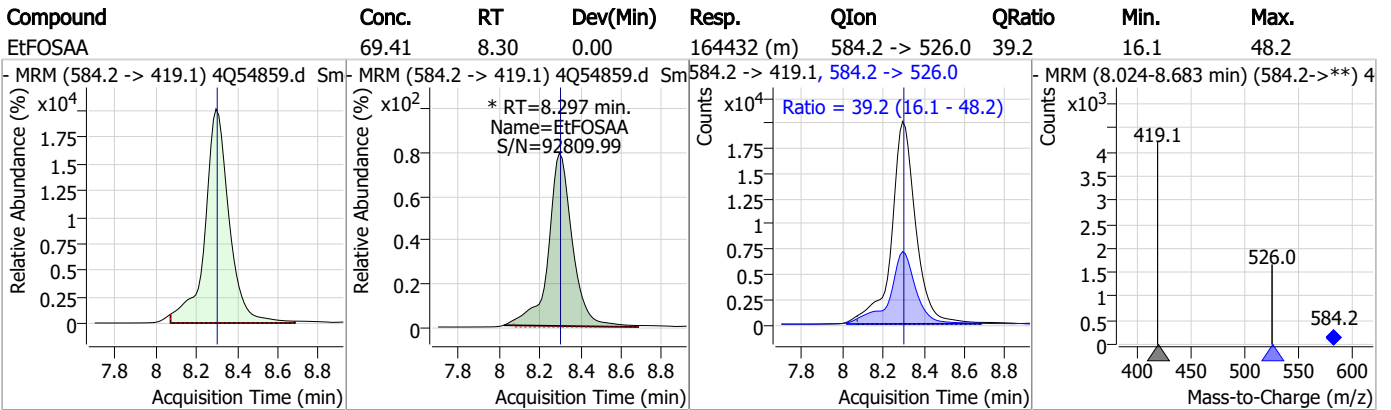 Compound Conc. RT Dev(Min) Resp. QIon QRatio Min. Max.
EtFOSAA 69.41 8.30 0.00 164432 (m) 584.2 -> 526.0 39.2 16.1 48.2
- MRM (584.2 -> 419.1) 4Q54859.d Sm
Relative Abundance (%)
x10⁴
1.75
1.5
1.25
1
0.75
0.5
0.25
0
7.8 8 8.2 8.4 8.6 8.8
Acquisition Time (min)
- MRM (584.2 -> 419.1) 4Q54859.d Sm
Relative Abundance (%)
x10²
* RT=8.297 min.
Name=EtFOSAA
S/N=92809.99
0.8
0.6
0.4
0.2
0
7.8 8 8.2 8.4 8.6 8.8
Acquisition Time (min)
584.2 -> 419.1, 584.2 -> 526.0
Counts
x10⁴
Ratio = 39.2 (16.1 - 48.2)
1.75
1.5
1.25
1
0.75
0.5
0.25
0
7.8 8 8.2 8.4 8.6 8.8
Acquisition Time (min)
- MRM (8.024-8.683 min) (584.2->**) 4
Counts
x10³
419.1
4
3.5
3
2.5
2
526.0
1.5
1
584.2
0.5
0
400 450 500 550 600
Mass-to-Charge (m/z)